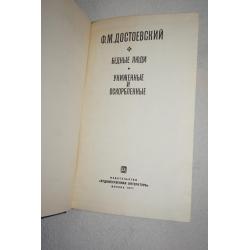 Ф.М.ДОСТОЕВСКИЙ
БЕДНЫЕ ЛЮДИ
УНИЖЕННЫЕ
И
ОСКОРБЛЕННЫЕ
ИЗДАТЕЛЬСТВО
«ХУДОЖЕСТВЕННАЯ ЛИТЕРАТУРА»
МОСКВА